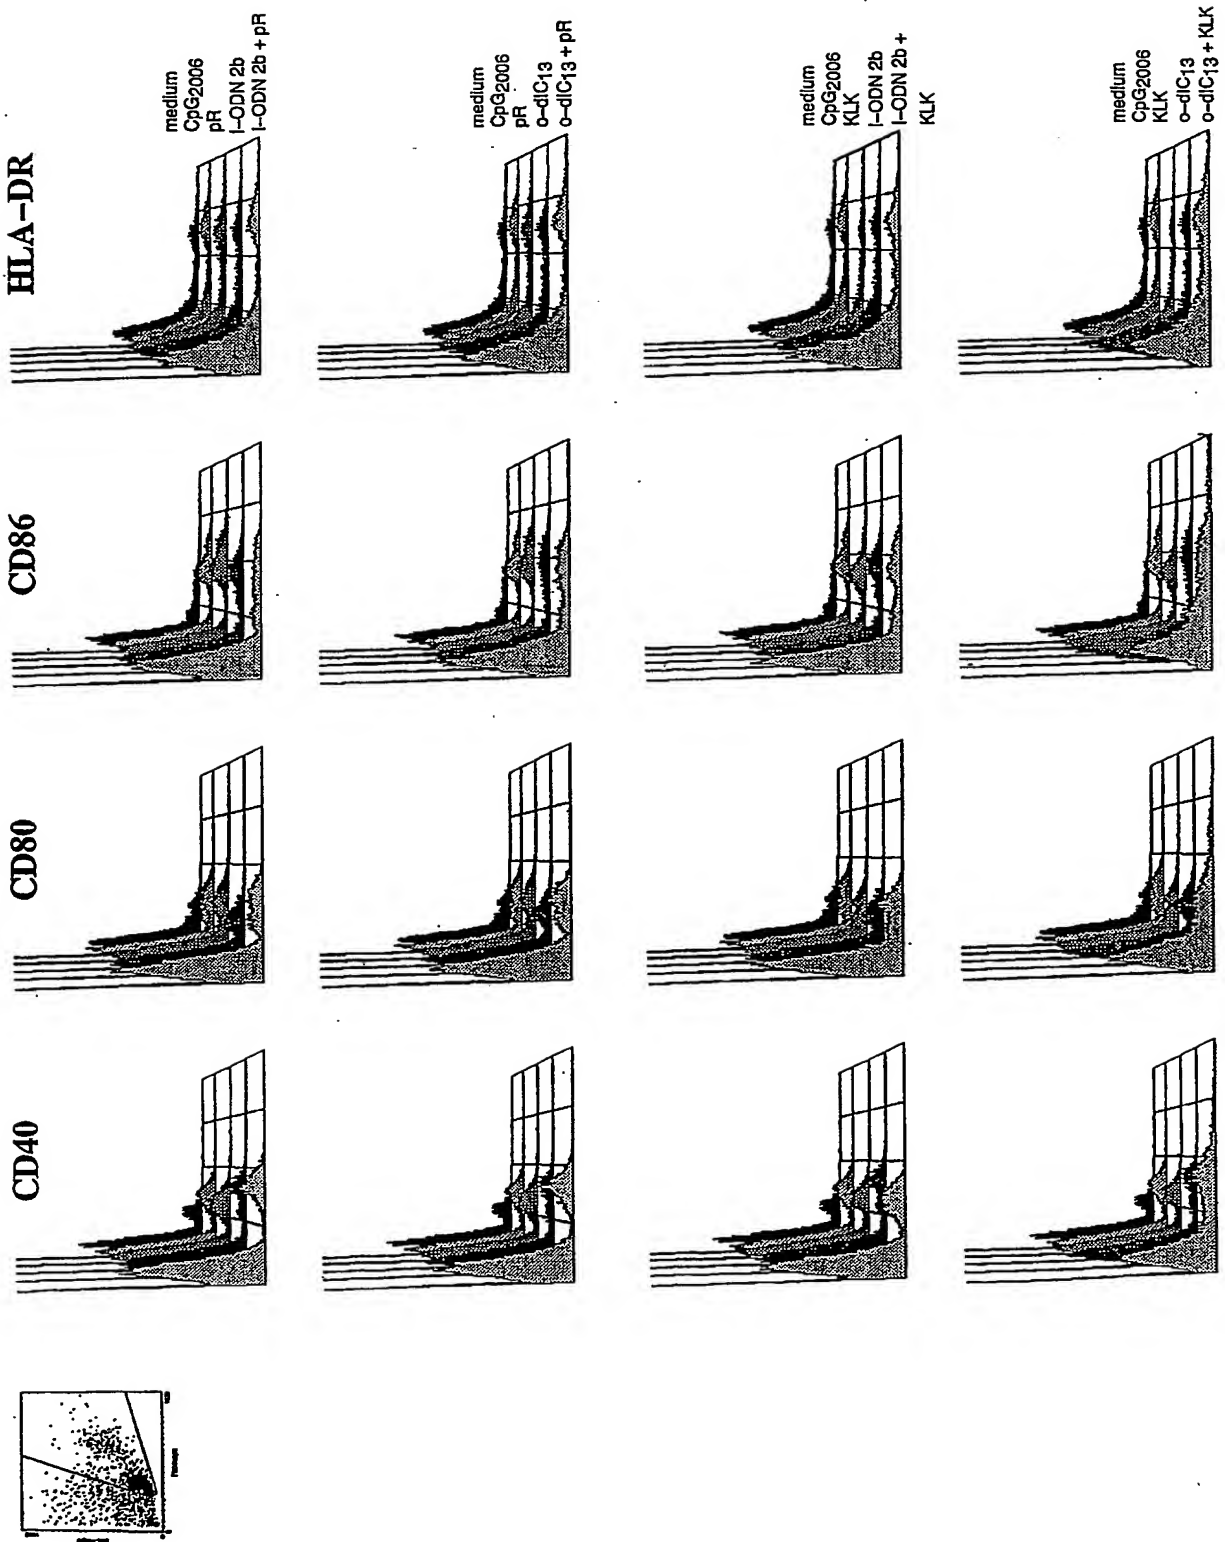 CD40
CD80
CD86
HLA-DR
medium
CpG2006
pR
I-ODN 2b
I-ODN 2b + pR
medium
CpG2006
pR
o-dIC13
o-dIC13 + pR
medium
CpG2006
KLK
I-ODN 2b
I-ODN 2b +
KLK
medium
CpG2006
KLK
o-dIC13
o-dIC13 + KLK